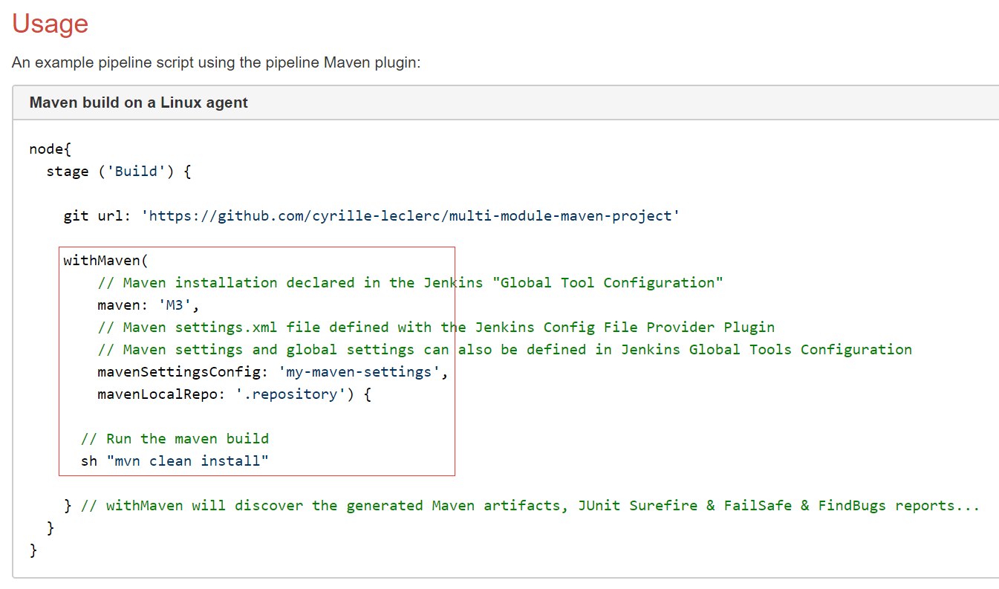 Usage
An example pipeline script using the pipeline Maven plugin:
Maven build on a Linux agent
node{
  stage ('Build') {
    git url: 'https://github.com/cyrille-leclerc/multi-module-maven-project'
    withMaven(
        // Maven installation declared in the Jenkins "Global Tool Configuration"
        maven: 'M3',
        // Maven settings.xml file defined with the Jenkins Config File Provider Plugin
        // Maven settings and global settings can also be defined in Jenkins Global Tools Configuration
        mavenSettingsConfig: 'my-maven-settings',
        mavenLocalRepo: '.repository') {
      // Run the maven build
      sh "mvn clean install"
    } // withMaven will discover the generated Maven artifacts, JUnit Surefire & FailSafe & FindBugs reports...
  }
}